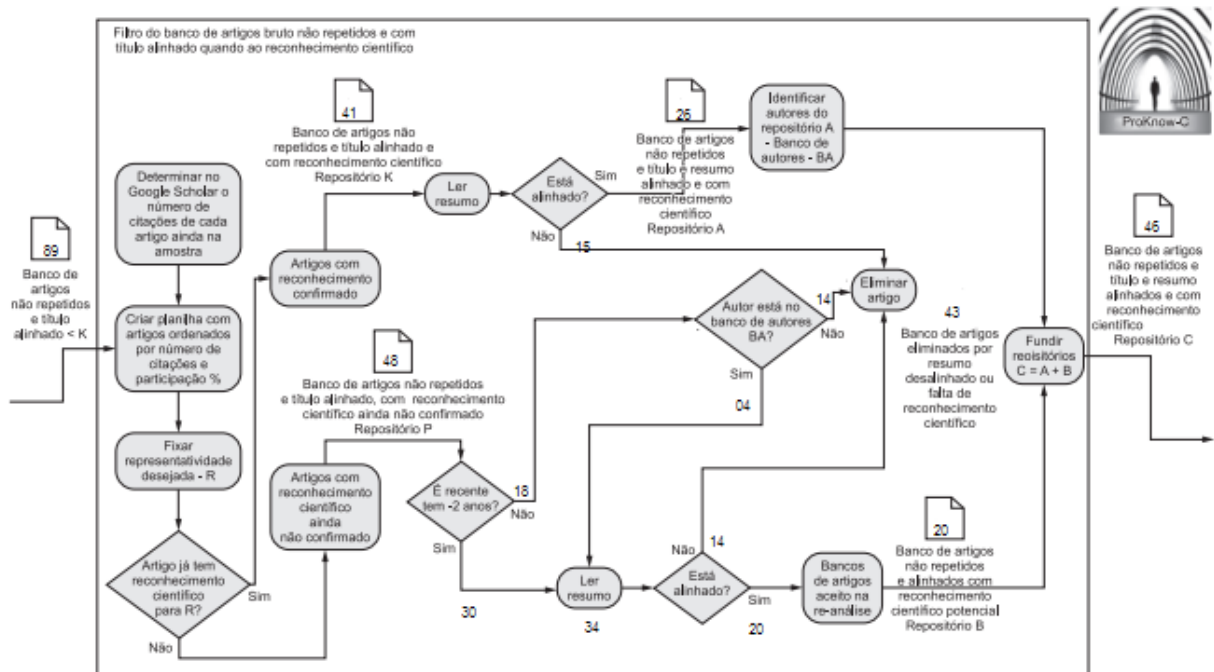 Filtro do banco de artigos bruto não repetidos e com
título alinhado quando ao reconhecimento científico
ProKnow-C
89
Banco de
artigos
não repetidos
e título
alinhado < K
Determinar no
Google Scholar o
número de
citações de cada
artigo ainda na
amostra
Criar planilha com
artigos ordenados
por número de
citações e
participação %
Fixar
representatividade
desejada - R
Artigo já tem
reconhecimento
científico
para R?
Sim
Não
41
Banco de artigos não
repetidos e título alinhado e
com reconhecimento científico
Repositório K
Artigos com
reconhecimento
confirmado
Ler
resumo
Está
alinhado?
Sim
Não
15
26
Banco de artigos
não repetidos
e título e resumo
alinhado e com
reconhecimento
científico
Repositório A
Identificar
autores do
repositório A
- Banco de
autores - BA
Eliminar
artigo
48
Banco de artigos não repetidos
e título alinhado, com reconhecimento
científico ainda não confirmado
Repositório P
Artigos com
reconhecimento
científico
ainda
não confirmado
É recente
tem -2 anos?
18
Não
Sim
30
Autor está no
banco de autores
BA?
14
Não
Sim
04
43
Banco de artigos
eliminados por
resumo
desalinhado ou
falta de
reconhecimento
científico
Ler
resumo
34
Está
alinhado?
Não
14
Sim
20
Bancos
de artigos
aceito na
re-análise
20
Banco de artigos
não repetidos
e alinhados com
reconhecimento
científico potencial
Repositório B
Fundir
reoisitórios
C = A + B
46
Banco de artigos
não repetidos e
título e resumo
alinhados e com
reconhecimento
científico
Repositório C